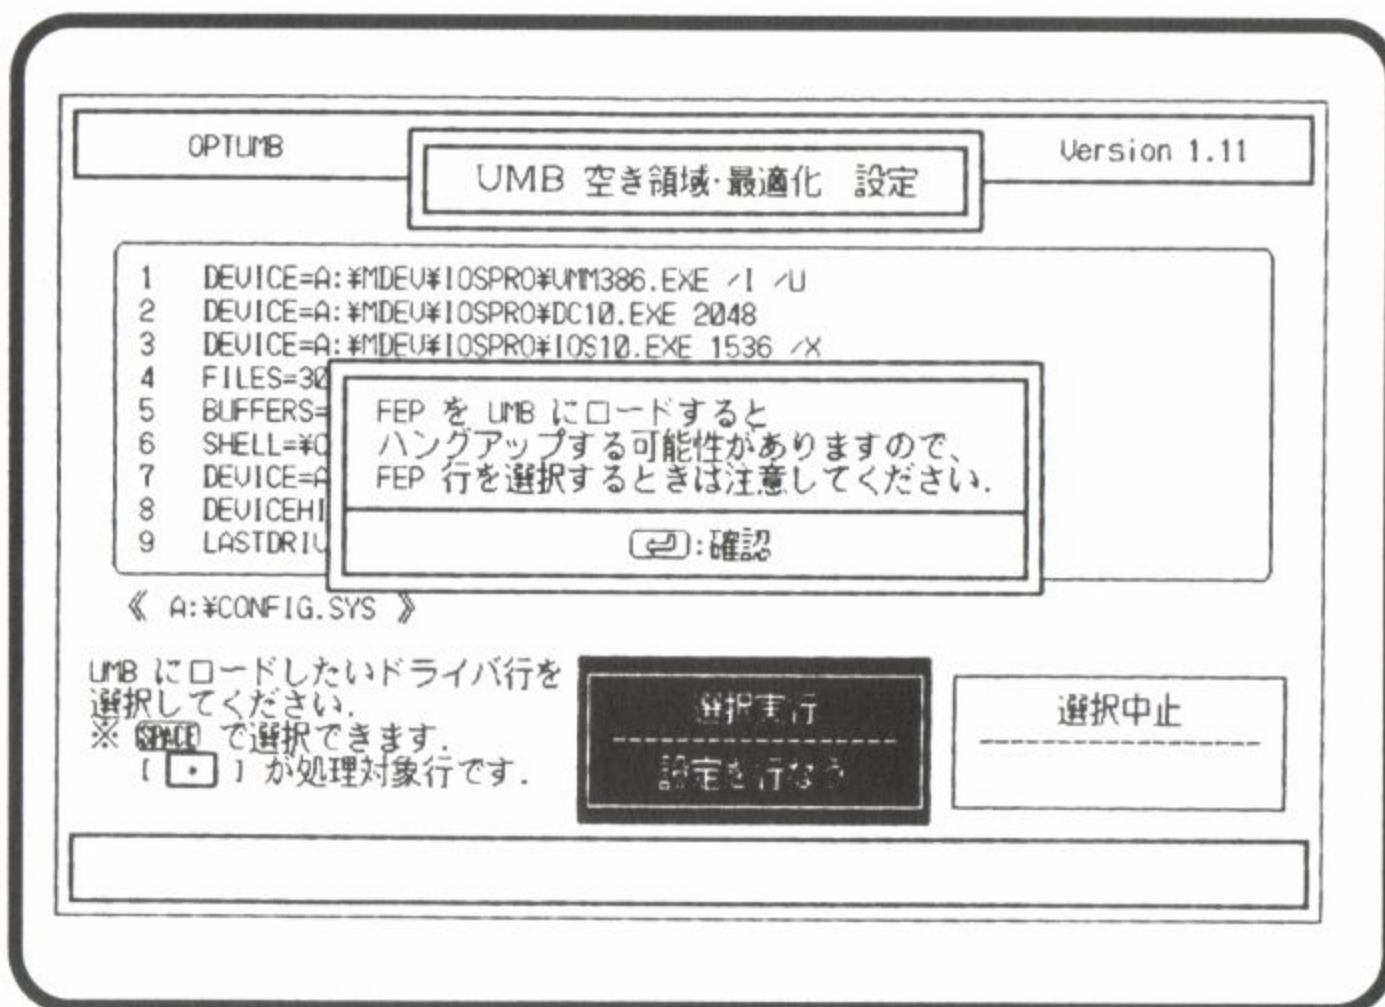 OPTUMB
UMB 空き領域･最適化 設定
Version 1.11
1 DEVICE=A:¥MDEV¥IOSPRO¥VMM386.EXE /I /U
2 DEVICE=A:¥MDEV¥IOSPRO¥DC10.EXE 2048
3 DEVICE=A:¥MDEV¥IOSPRO¥IOS10.EXE 1536 /X
4 FILES=30
5 BUFFERS=
6 SHELL=¥C
7 DEVICE=A
8 DEVICEHI
9 LASTDRIV
FEP を UMB にロードすると
ハングアップする可能性がありますので、
FEP 行を選択するときは注意してください.
:確認
《 A:¥CONFIG.SYS 》
UMB にロードしたいドライバ行を
選択してください.
※ SPACE で選択できます.
[ ・ ] が処理対象行です.
選択実行
設定を行なう
選択中止